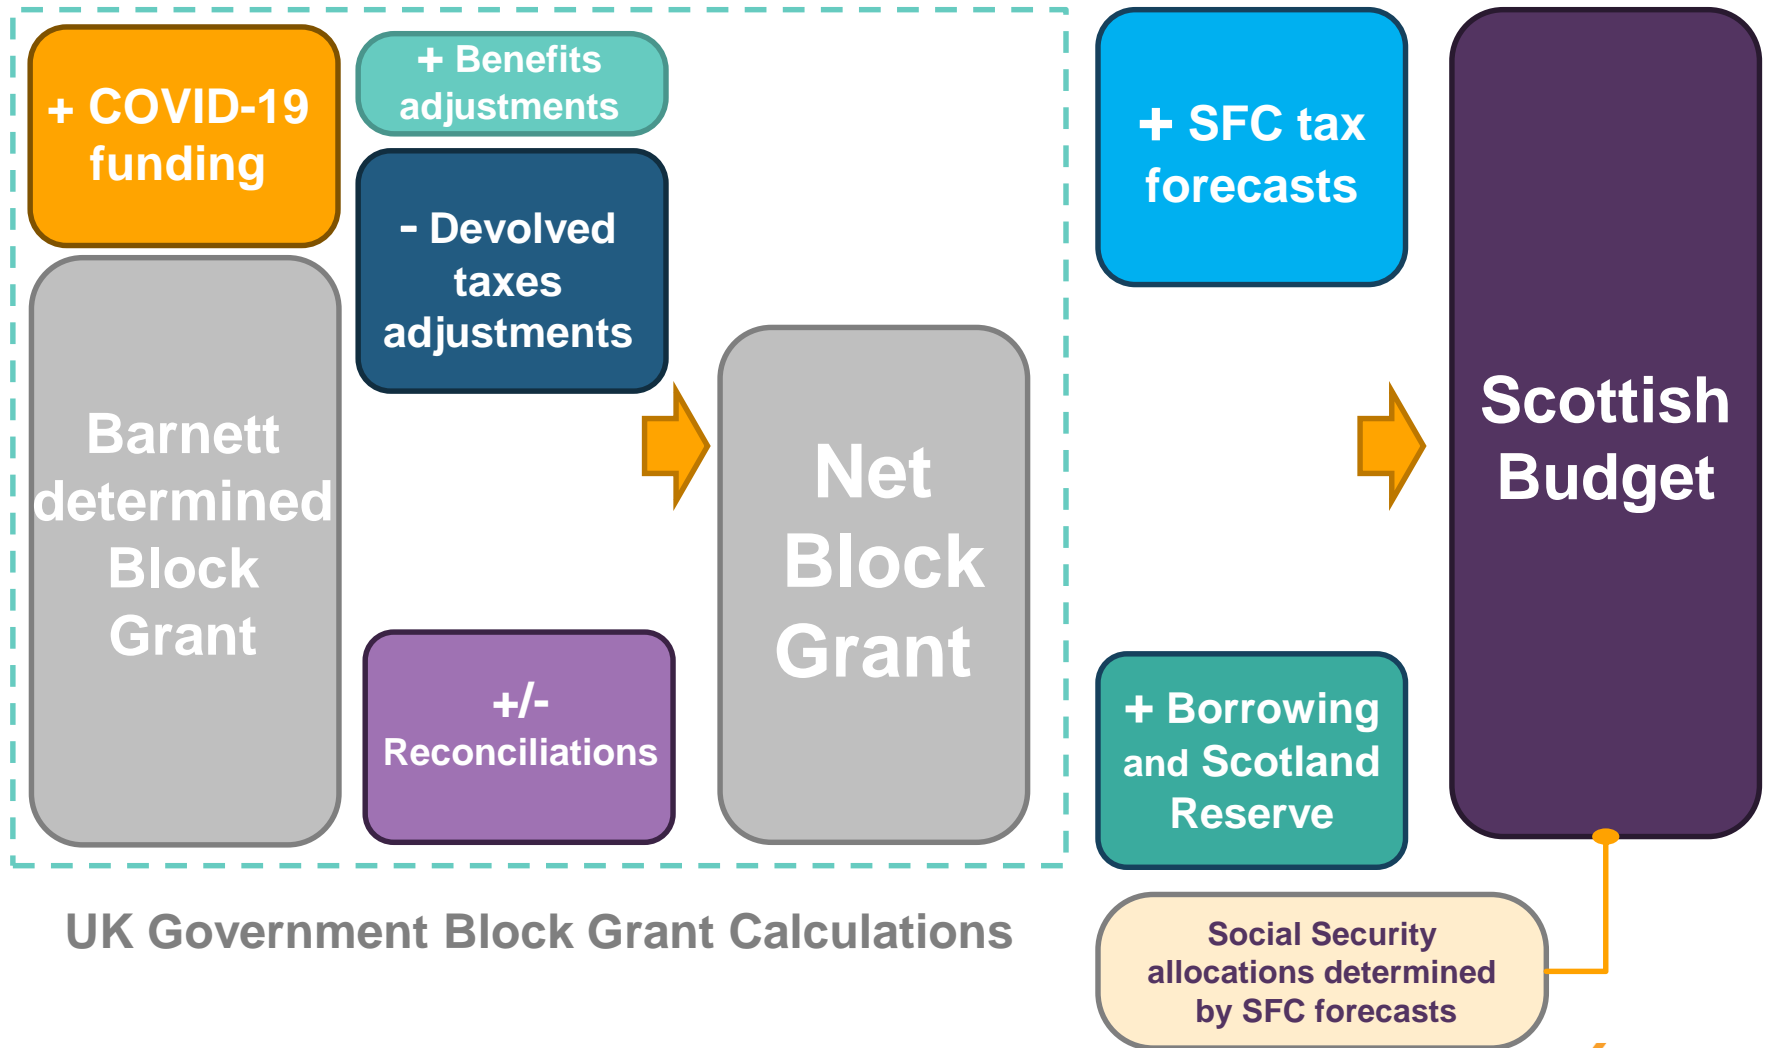 + COVID-19
funding
Barnett
determined
Block
Grant
+ Benefits
adjustments
- Devolved
taxes
adjustments
+/-
Reconciliations
Net
Block
Grant
UK Government Block Grant Calculations
+ SFC tax
forecasts
+ Borrowing
and Scotland
Reserve
Scottish
Budget
Social Security
allocations determined
by SFC forecasts